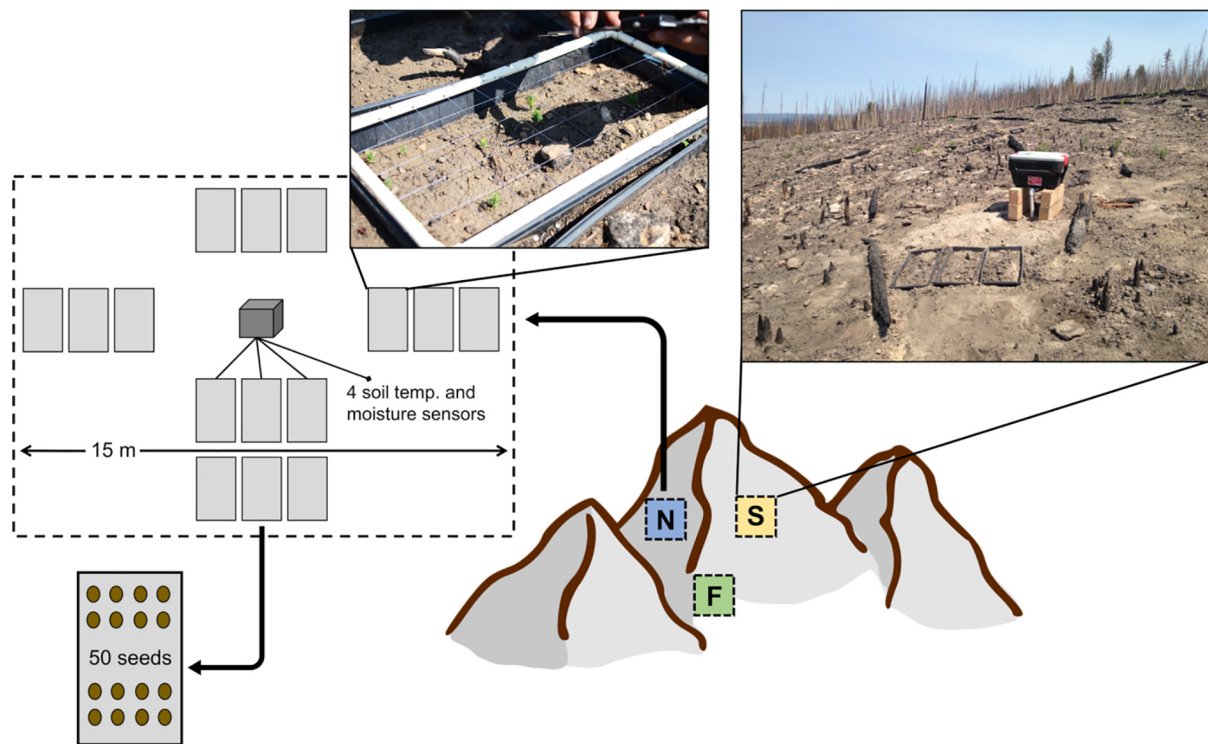 4 soil temp. and
moisture sensors
15 m
N
S
F
50 seeds